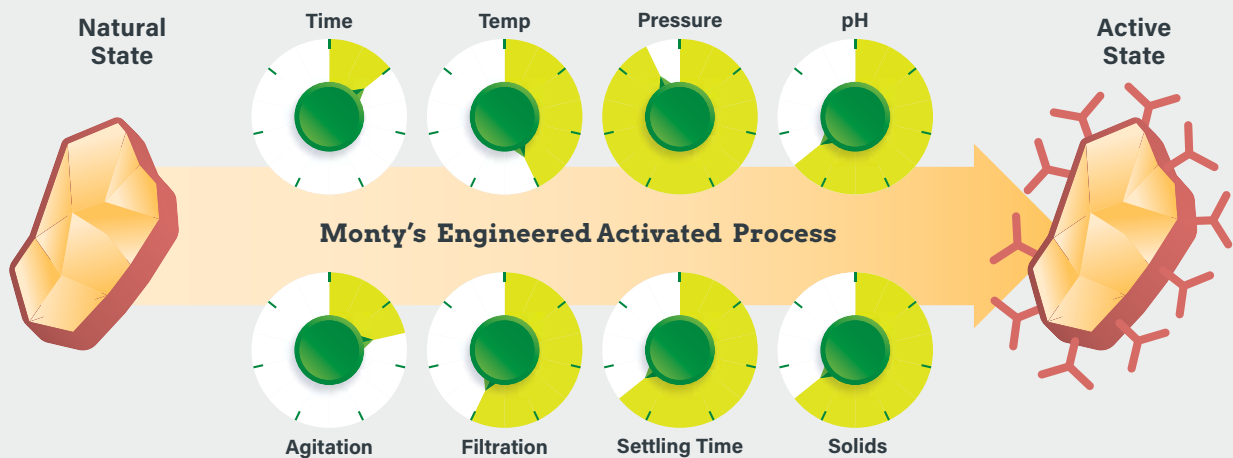 Natural
State
Time
Temp
Pressure
pH
Active
State
Monty's Engineered Activated Process
Agitation
Filtration
Settling Time
Solids